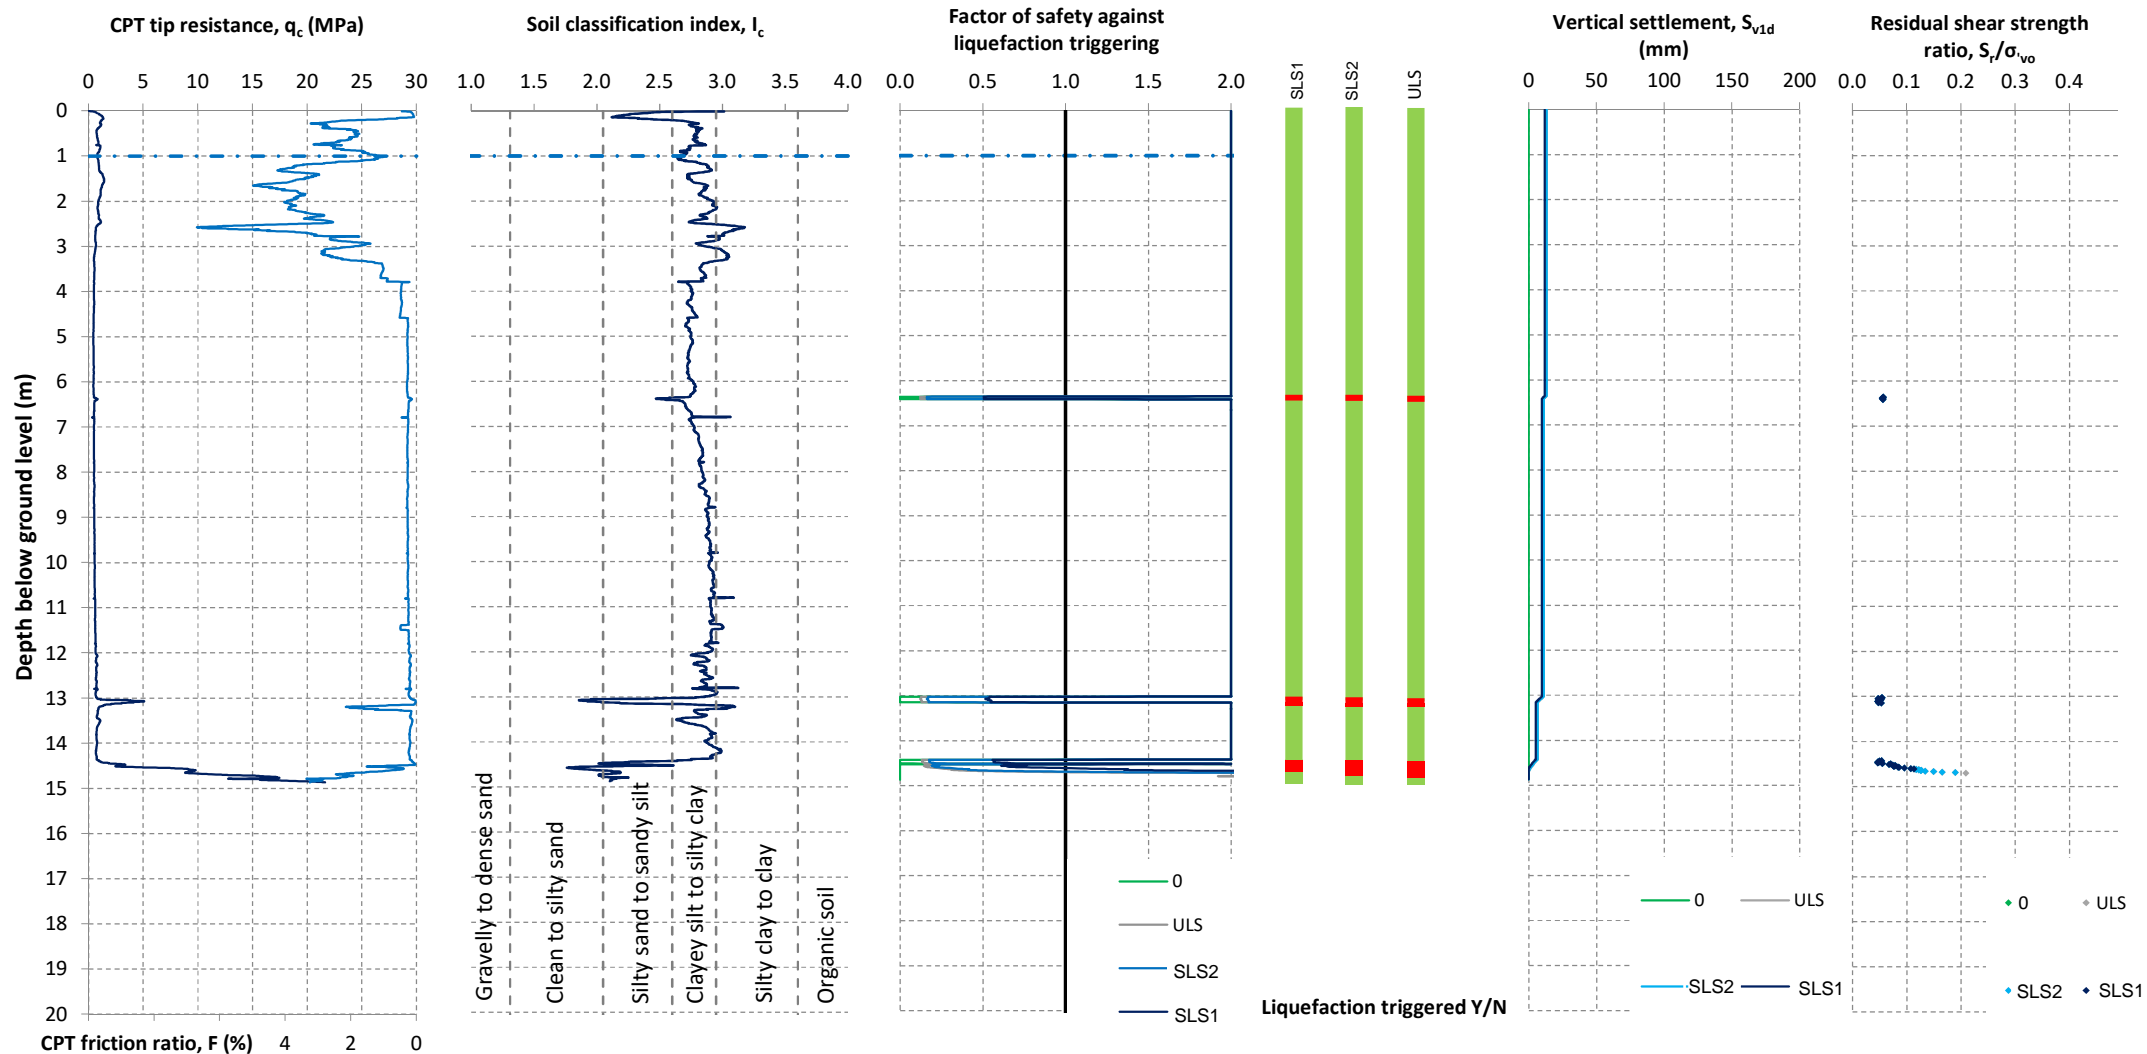 CPT tip resistance, qc (MPa)
0 5 10 15 20 25 30
Soil classification index, Ic
1.0 1.5 2.0 2.5 3.0 3.5 4.0
Factor of safety against
liquefaction triggering
0.0 0.5 1.0 1.5 2.0
SLS1
SLS2
ULS
Vertical settlement, Sv1d
(mm)
0 50 100 150 200
Residual shear strength
ratio, Sr/σ'vo
0.0 0.1 0.2 0.3 0.4
Depth below ground level (m)
0
1
2
3
4
5
6
7
8
9
10
11
12
13
14
15
16
17
18
19
20
CPT friction ratio, F (%) 4 2 0
Gravelly to dense sand
Clean to silty sand
Silty sand to sandy silt
Clayey silt to silty clay
Silty clay to clay
Organic soil
0
ULS
SLS2
SLS1
Liquefaction triggered Y/N
0 ULS
SLS2 SLS1
0 ULS
SLS2 SLS1